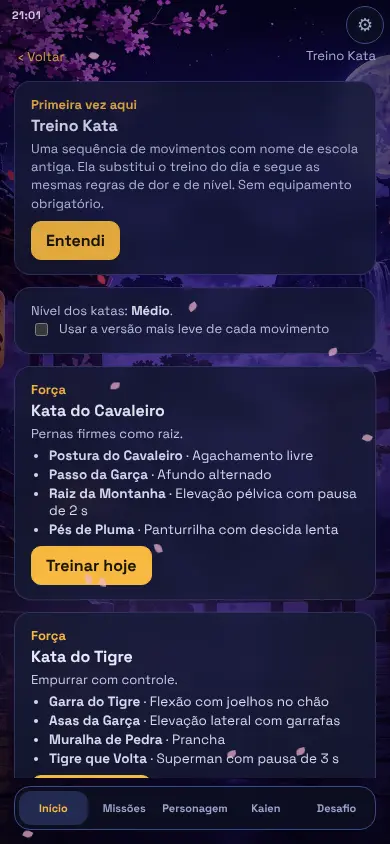 21:01
⚙
‹ Voltar
Treino Kata
Primeira vez aqui
Treino Kata
Uma sequência de movimentos com nome de escola
antiga. Ela substitui o treino do dia e segue as
mesmas regras de dor e de nível. Sem equipamento
obrigatório.
Entendi
Nível dos katas: Médio.
Usar a versão mais leve de cada movimento
Força
Kata do Cavaleiro
Pernas firmes como raiz.
• Postura do Cavaleiro · Agachamento livre
• Passo da Garça · Afundo alternado
• Raiz da Montanha · Elevação pélvica com pausa
de 2 s
• Pés de Pluma · Panturrilha com descida lenta
Treinar hoje
Força
Kata do Tigre
Empurrar com controle.
• Garra do Tigre · Flexão com joelhos no chão
• Asas da Garça · Elevação lateral com garrafas
• Muralha de Pedra · Prancha
• Tigre que Volta · Superman com pausa de 3 s
Início
Missões
Personagem
Kaien
Desafio